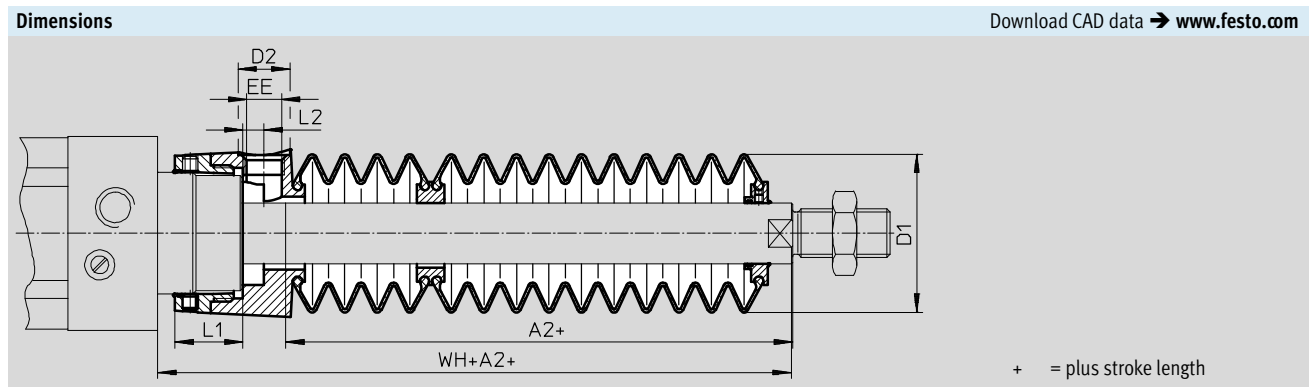 Dimensions
Download CAD data ➔ www.festo.com
D2
EE
L2
D1
L1
A2+
WH+A2+
+ = plus stroke length